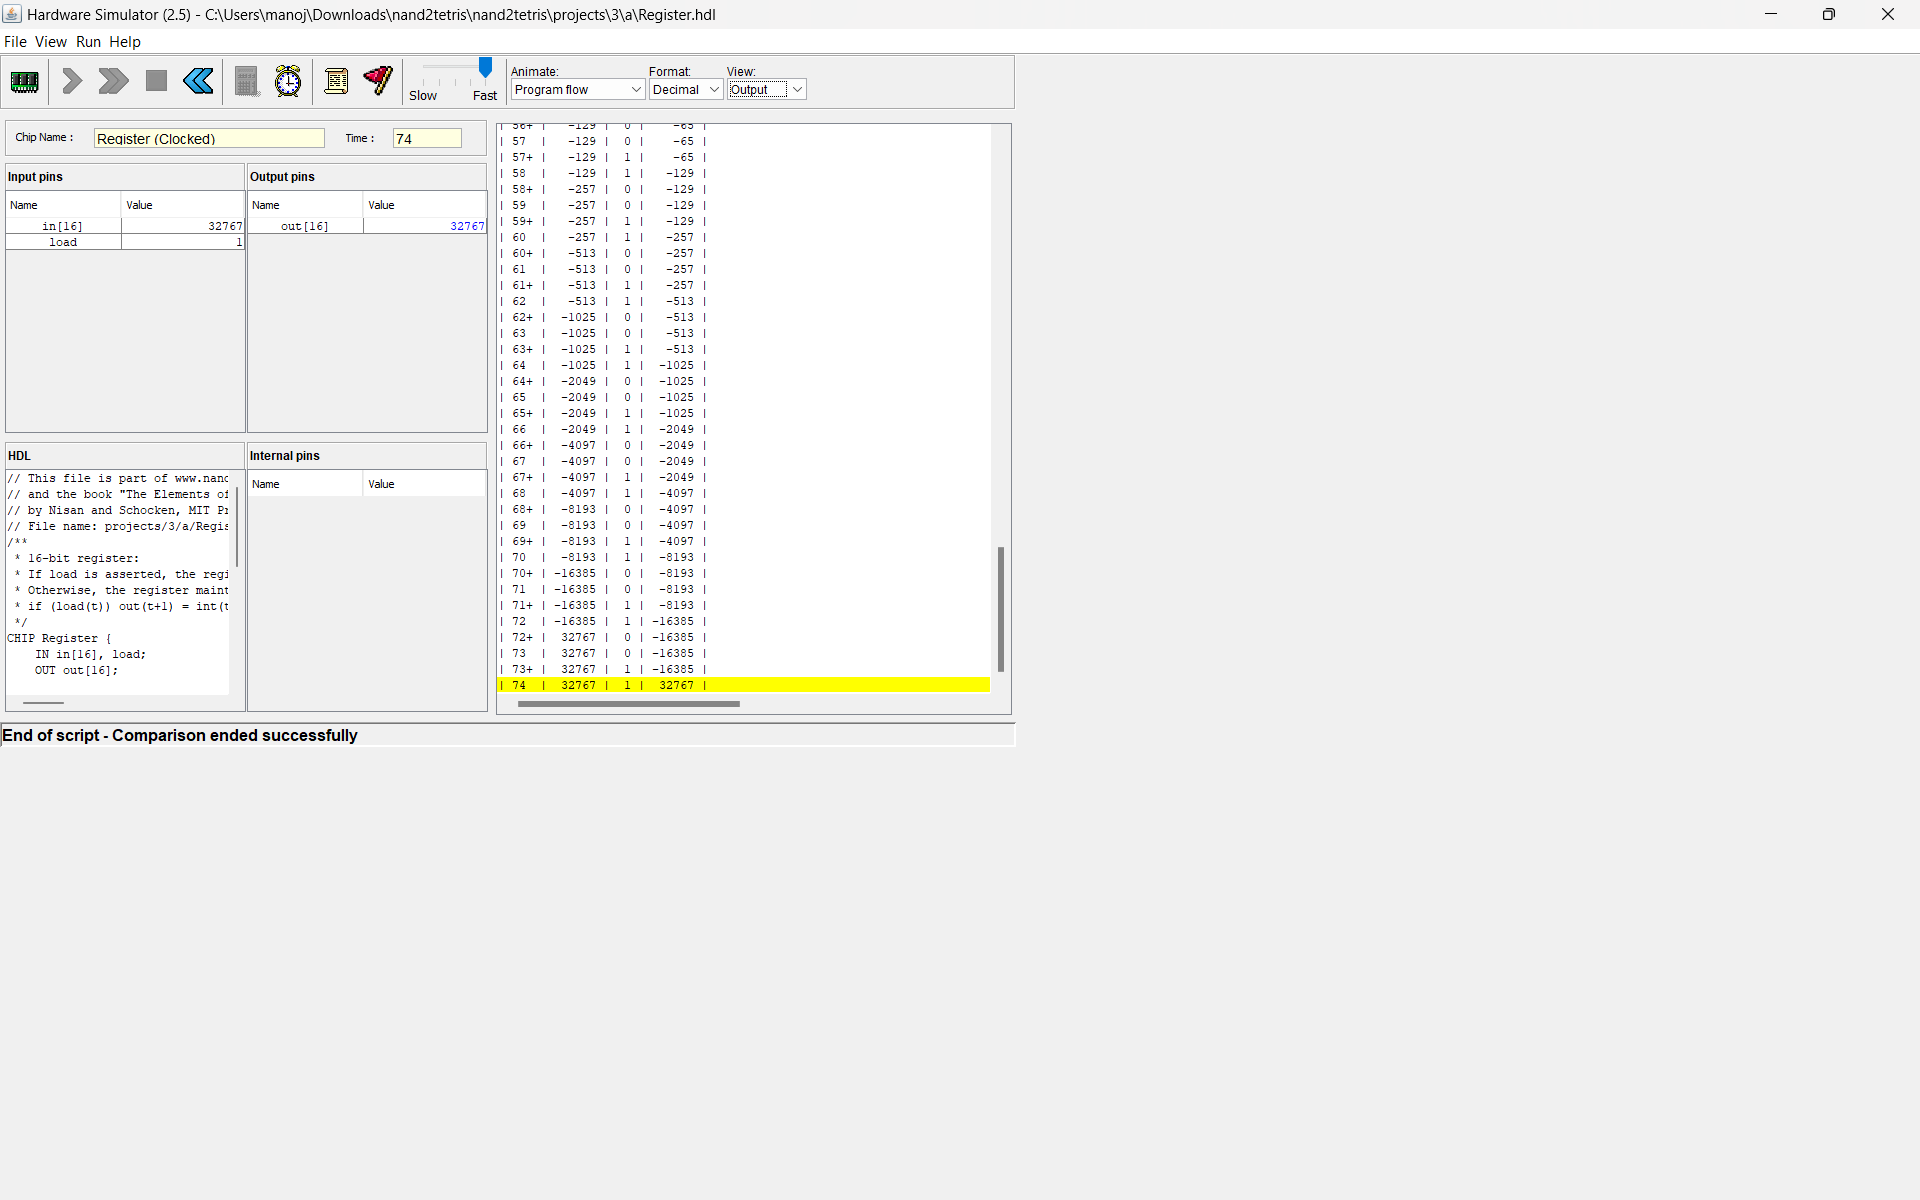 Hardware Simulator (2.5) - C:\Users\manoj\Downloads\nand2tetris\nand2tetris\projects\3\a\Register.hdl
File View Run Help
Slow Fast
Animate: Format: View:
Program flow Decimal Output
Chip Name : Register (Clocked) Time : 74
Input pins
Name Value
in[16] 32767
load 1
Output pins
Name Value
out[16] 32767
HDL
// This file is part of www.nand
// and the book "The Elements of
// by Nisan and Schocken, MIT Pr
// File name: projects/3/a/Regis
/**
* 16-bit register:
* If load is asserted, the regi
* Otherwise, the register maint
* if (load(t)) out(t+1) = int(t
*/
CHIP Register {
IN in[16], load;
OUT out[16];
Internal pins
Name Value
| 56+ | -129 | 0 | -65 |
| 57 | -129 | 0 | -65 |
| 57+ | -129 | 1 | -65 |
| 58 | -129 | 1 | -129 |
| 58+ | -257 | 0 | -129 |
| 59 | -257 | 0 | -129 |
| 59+ | -257 | 1 | -129 |
| 60 | -257 | 1 | -257 |
| 60+ | -513 | 0 | -257 |
| 61 | -513 | 0 | -257 |
| 61+ | -513 | 1 | -257 |
| 62 | -513 | 1 | -513 |
| 62+ | -1025 | 0 | -513 |
| 63 | -1025 | 0 | -513 |
| 63+ | -1025 | 1 | -513 |
| 64 | -1025 | 1 | -1025 |
| 64+ | -2049 | 0 | -1025 |
| 65 | -2049 | 0 | -1025 |
| 65+ | -2049 | 1 | -1025 |
| 66 | -2049 | 1 | -2049 |
| 66+ | -4097 | 0 | -2049 |
| 67 | -4097 | 0 | -2049 |
| 67+ | -4097 | 1 | -2049 |
| 68 | -4097 | 1 | -4097 |
| 68+ | -8193 | 0 | -4097 |
| 69 | -8193 | 0 | -4097 |
| 69+ | -8193 | 1 | -4097 |
| 70 | -8193 | 1 | -8193 |
| 70+ | -16385 | 0 | -8193 |
| 71 | -16385 | 0 | -8193 |
| 71+ | -16385 | 1 | -8193 |
| 72 | -16385 | 1 | -16385 |
| 72+ | 32767 | 0 | -16385 |
| 73 | 32767 | 0 | -16385 |
| 73+ | 32767 | 1 | -16385 |
| 74 | 32767 | 1 | 32767 |
End of script - Comparison ended successfully